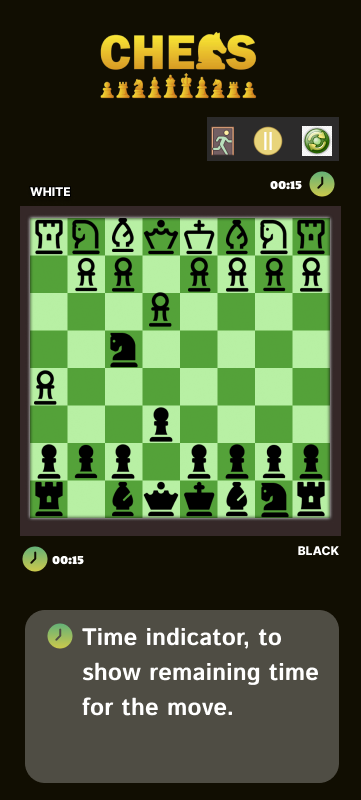 CHESS
00:15
WHITE
00:15
BLACK
Time indicator, to
show remaining time
for the move.